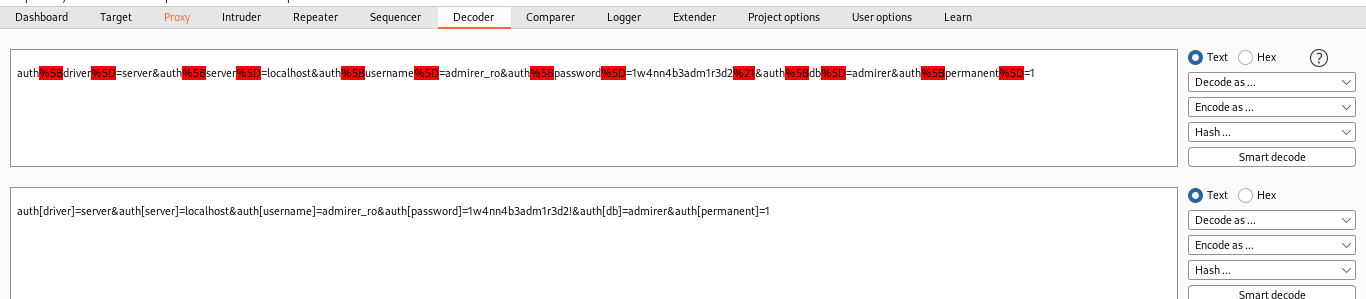 Dashboard Target Proxy Intruder Repeater Sequencer Decoder Comparer Logger Extender Project options User options Learn
auth%5Bdriver%5D=server&auth%5Bserver%5D=localhost&auth%5Busername%5D=admirer_ro&auth%5Bpassword%5D=1w4nn4b3adm1r3d2%21&auth%5Bdb%5D=admirer&auth%5Bpermanent%5D=1
Text Hex ?
Decode as ...
Encode as ...
Hash ...
Smart decode
auth[driver]=server&auth[server]=localhost&auth[username]=admirer_ro&auth[password]=1w4nn4b3adm1r3d2!&auth[db]=admirer&auth[permanent]=1
Text Hex
Decode as ...
Encode as ...
Hash ...
Smart decode